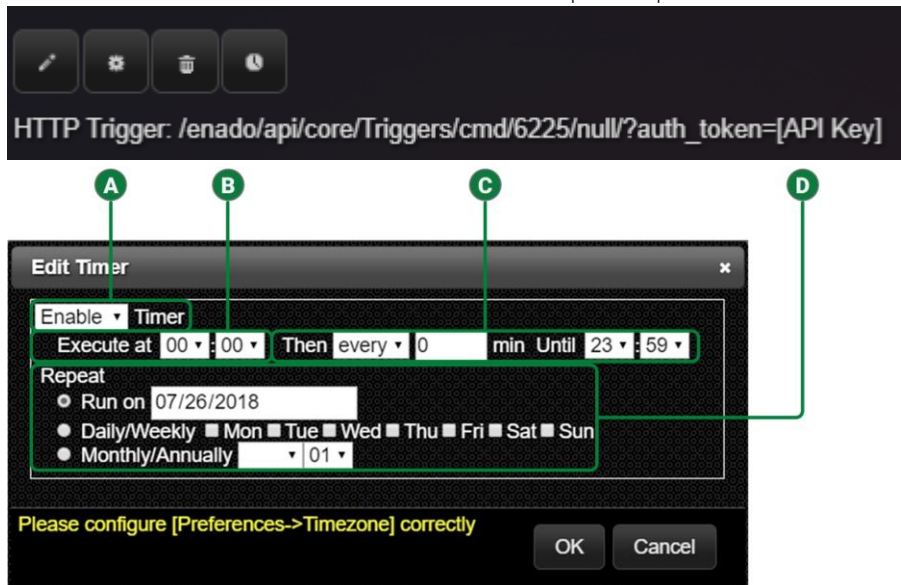 HTTP Trigger: /enado/api/core/Triggers/cmd/6225/null/?auth_token=[API Key]
A B C D
Edit Timer ×
Enable Timer
Execute at 00 : 00 Then every 0 min Until 23 : 59
Repeat
Run on 07/26/2018
Daily/Weekly Mon Tue Wed Thu Fri Sat Sun
Monthly/Annually 01
Please configure [Preferences->Timezone] correctly
OK Cancel